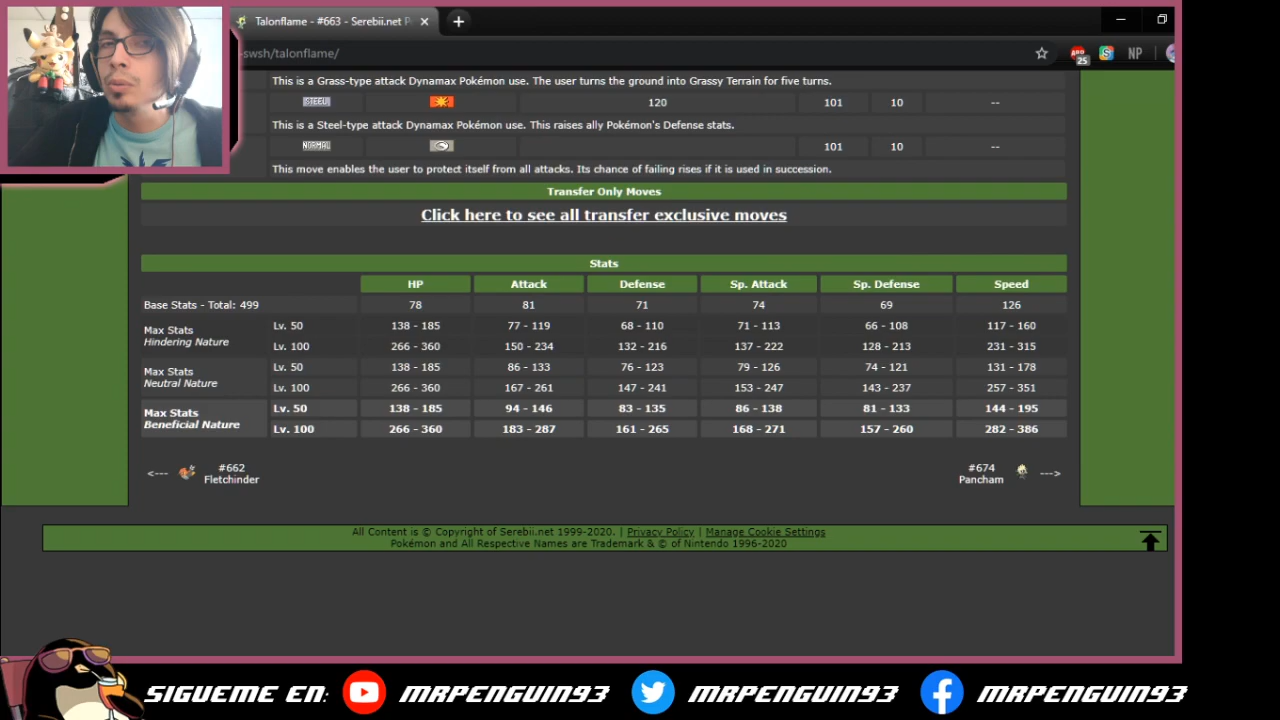 Talonflame - #663 - Serebii.net P
-swsh/talonflame/
ABO 25 S NP
This is a Grass-type attack Dynamax Pokémon use. The user turns the ground into Grassy Terrain for five turns.
STEEL 120 101 10 --
This is a Steel-type attack Dynamax Pokémon use. This raises ally Pokémon's Defense stats.
NORMAL 101 10 --
This move enables the user to protect itself from all attacks. Its chance of failing rises if it is used in succession.
Transfer Only Moves
Click here to see all transfer exclusive moves
Stats
HP Attack Defense Sp. Attack Sp. Defense Speed
Base Stats - Total: 499 78 81 71 74 69 126
Max Stats
Hindering Nature
Lv. 50 138 - 185 77 - 119 68 - 110 71 - 113 66 - 108 117 - 160
Lv. 100 266 - 360 150 - 234 132 - 216 137 - 222 128 - 213 231 - 315
Max Stats
Neutral Nature
Lv. 50 138 - 185 86 - 133 76 - 123 79 - 126 74 - 121 131 - 178
Lv. 100 266 - 360 167 - 261 147 - 241 153 - 247 143 - 237 257 - 351
Max Stats
Beneficial Nature
Lv. 50 138 - 185 94 - 146 83 - 135 86 - 138 81 - 133 144 - 195
Lv. 100 266 - 360 183 - 287 161 - 265 168 - 271 157 - 260 282 - 386
<--- #662
Fletchinder
#674 --->
Pancham
All Content is © Copyright of Serebii.net 1999-2020. | Privacy Policy | Manage Cookie Settings
Pokémon and All Respective Names are Trademark & © of Nintendo 1996-2020
SIGUEME EN: MRPENGUIN93 MRPENGUIN93 MRPENGUIN93